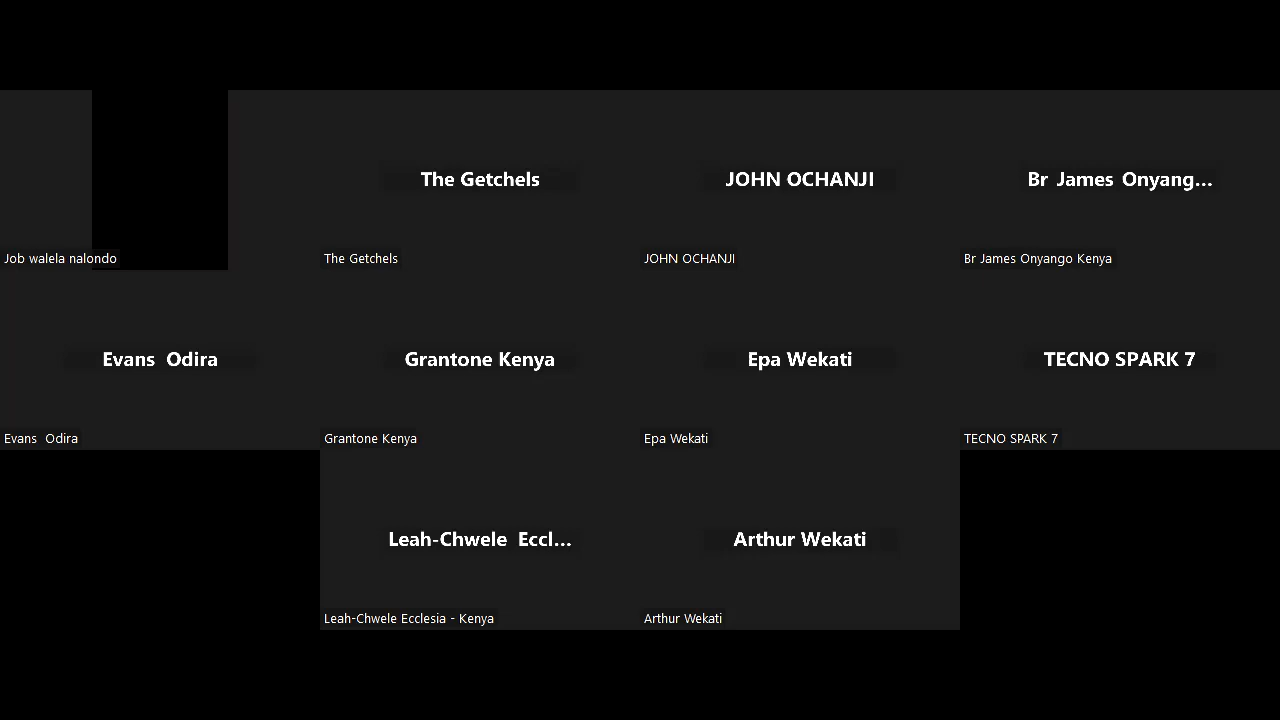 The Getchels
JOHN OCHANJI
Br James Onyang...
Job walela nalondo
The Getchels
JOHN OCHANJI
Br James Onyango Kenya
Evans Odira
Grantone Kenya
Epa Wekati
TECNO SPARK 7
Evans Odira
Grantone Kenya
Epa Wekati
TECNO SPARK 7
Leah-Chwele Eccl...
Arthur Wekati
Leah-Chwele Ecclesia - Kenya
Arthur Wekati